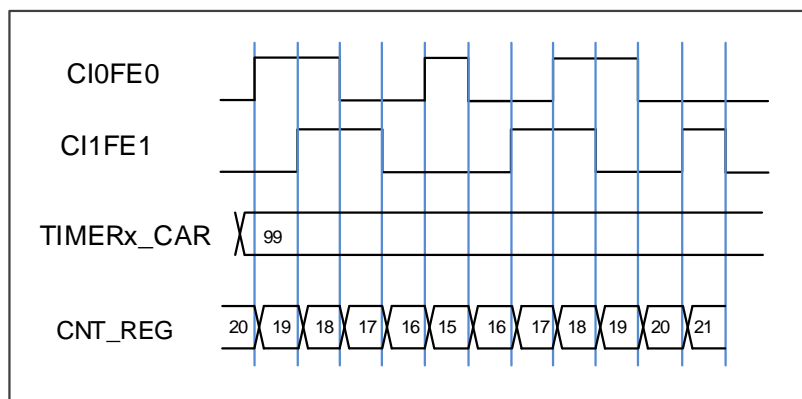 CI0FE0
CI1FE1
TIMERx_CAR 99
CNT_REG 20 19 18 17 16 15 16 17 18 19 20 21